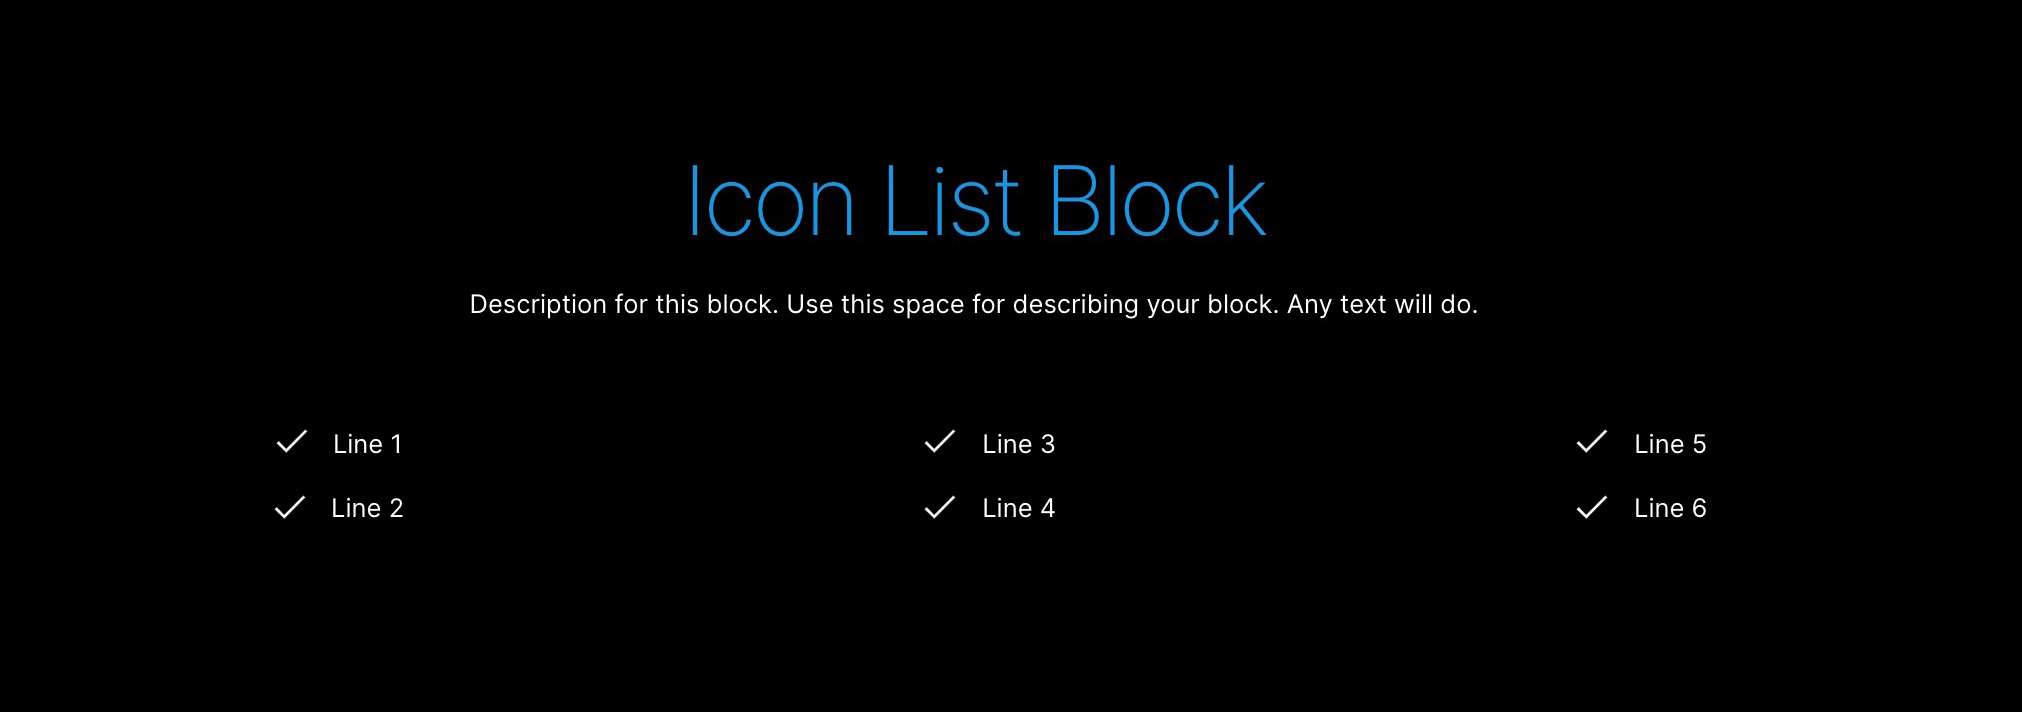 Icon List Block
Description for this block. Use this space for describing your block. Any text will do.
Line 1
Line 2
Line 3
Line 4
Line 5
Line 6